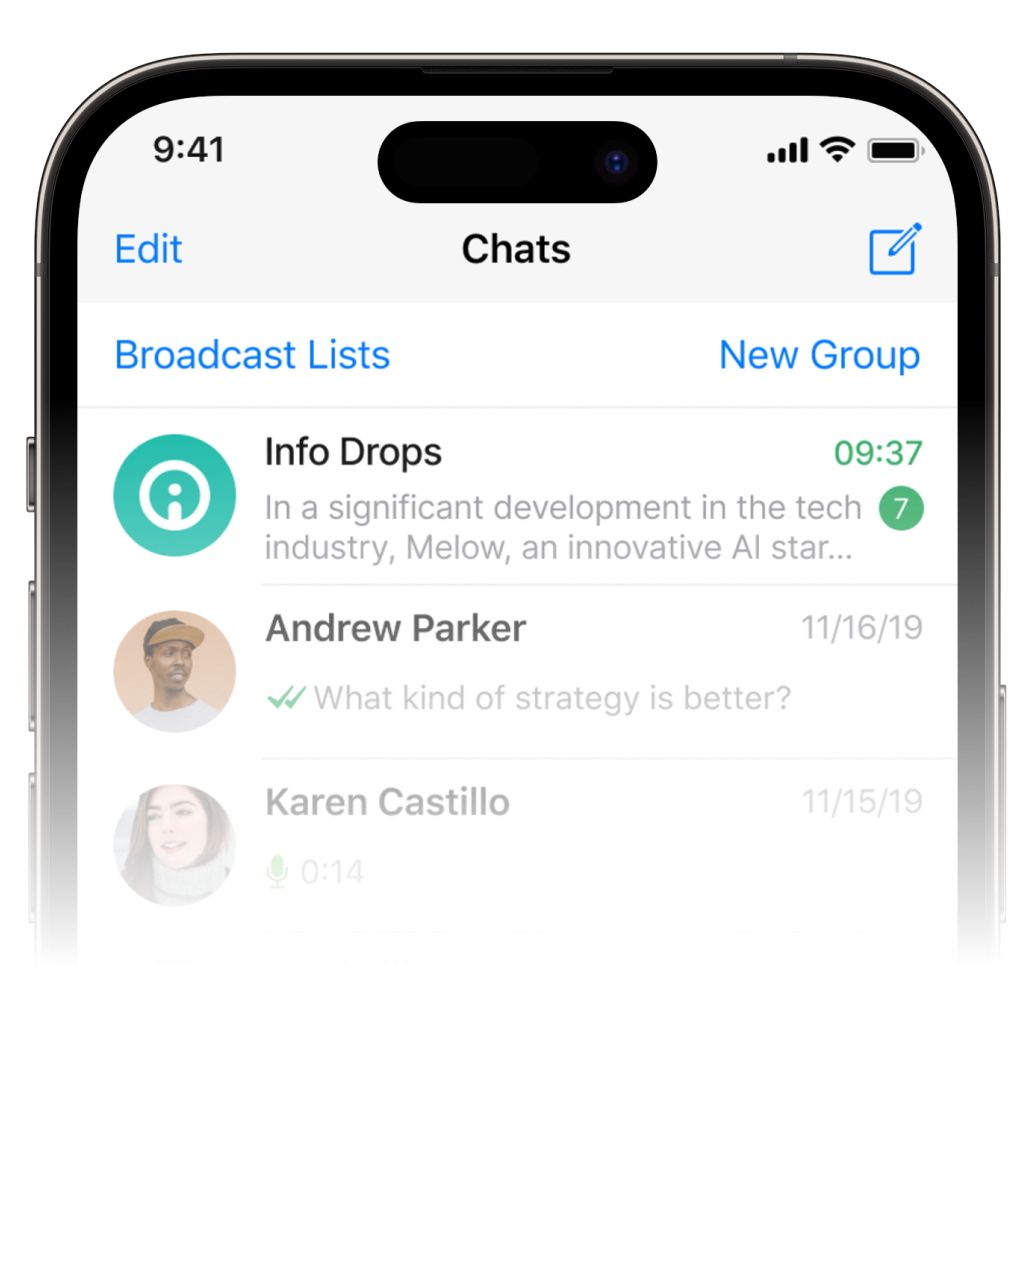 9:41
Edit
Chats
Broadcast Lists
New Group
Info Drops
09:37
In a significant development in the tech
7
industry, Melow, an innovative AI star...
Andrew Parker
11/16/19
What kind of strategy is better?
Karen Castillo
11/15/19
0:14